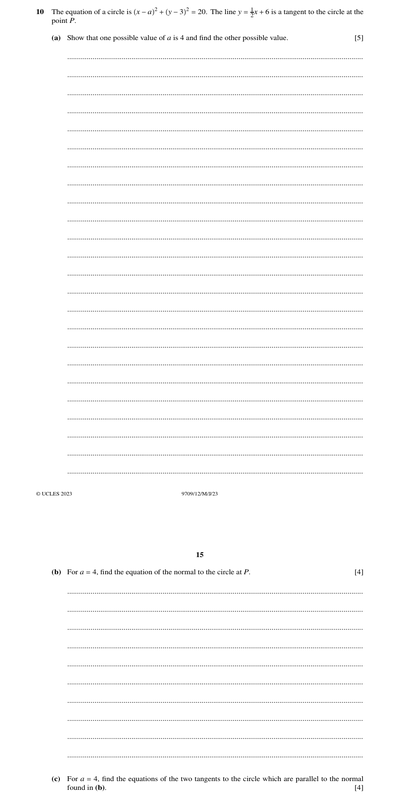 10 The equation of a circle is (x − a)² + (y − 3)² = 20. The line y = ½x + 6 is a tangent to the circle at the
point P.
(a) Show that one possible value of a is 4 and find the other possible value. [5]
© UCLES 2023 9709/12/M/J/23
15
(b) For a = 4, find the equation of the normal to the circle at P. [4]
(c) For a = 4, find the equations of the two tangents to the circle which are parallel to the normal
found in (b). [4]